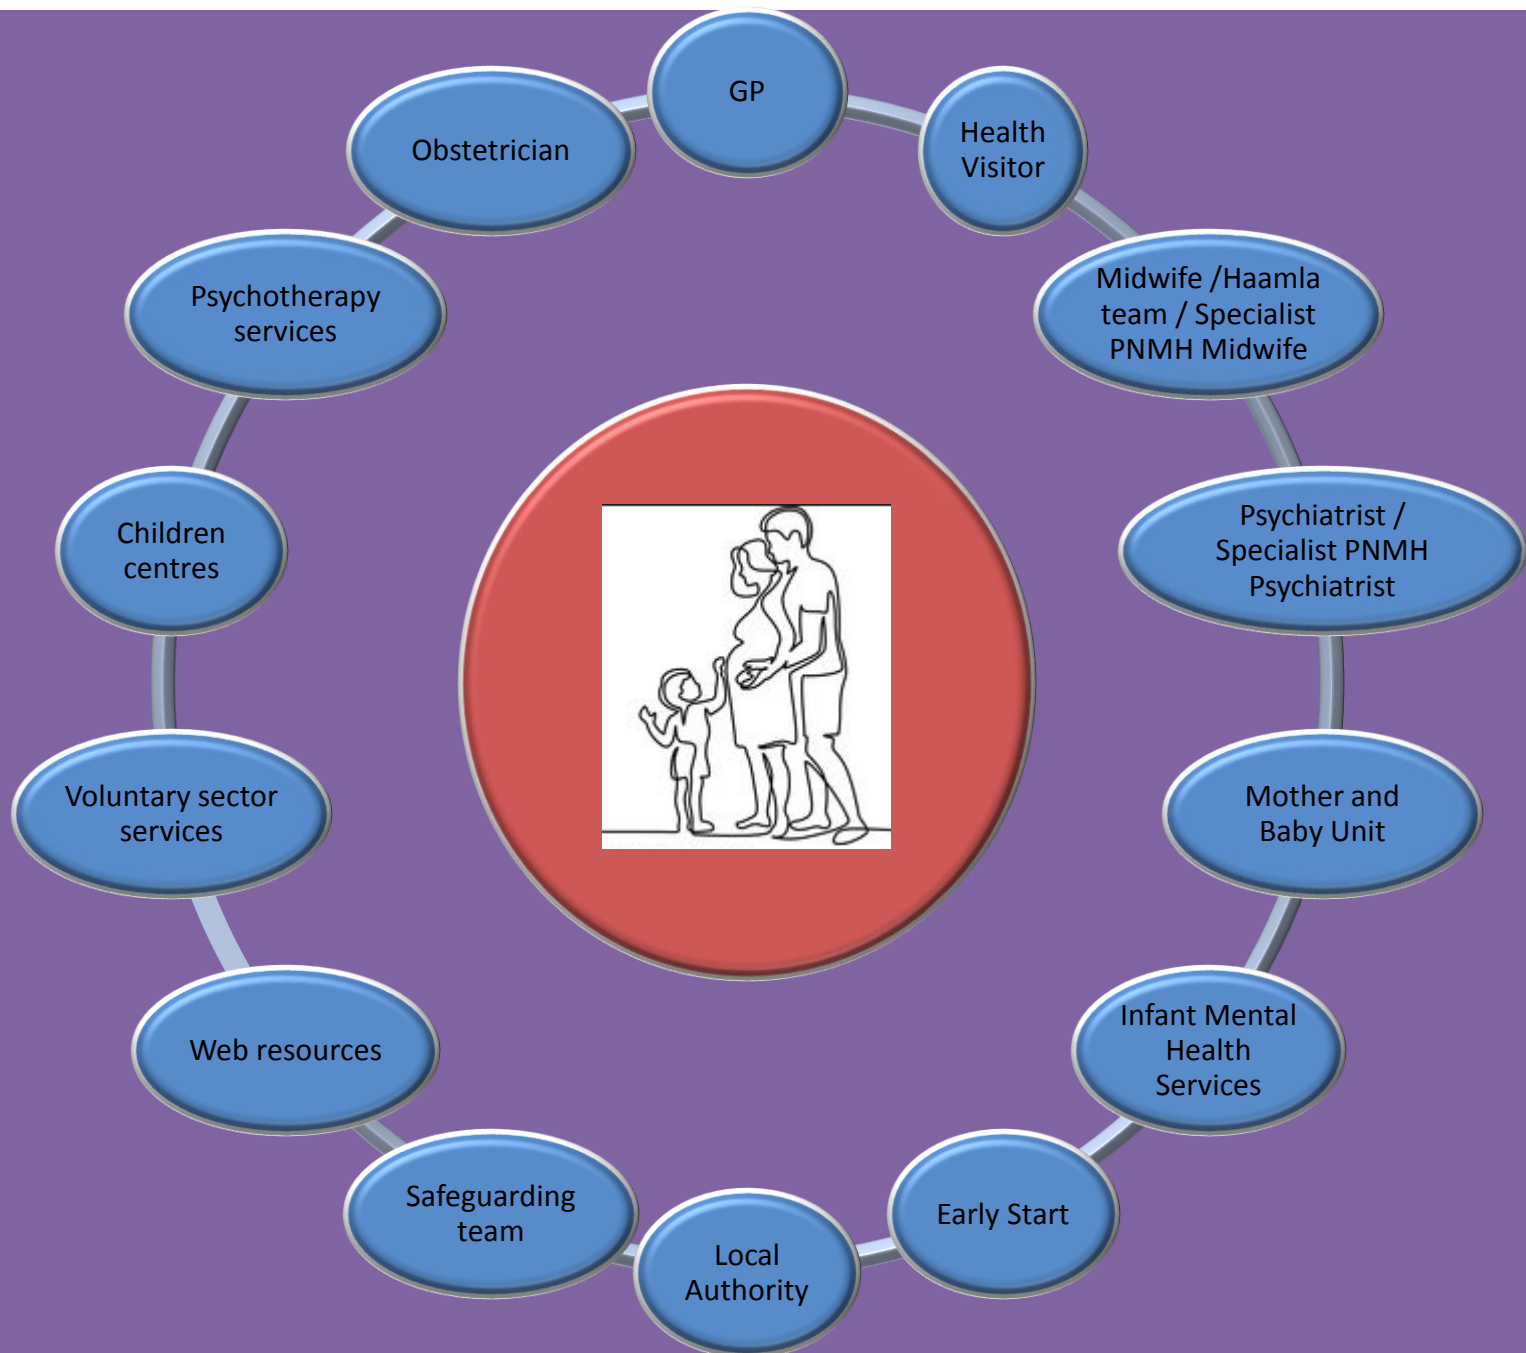 GP
Health
Visitor
Midwife /Haamla
team / Specialist
PNMH Midwife
Psychiatrist /
Specialist PNMH
Psychiatrist
Mother and
Baby Unit
Infant Mental
Health
Services
Early Start
Local
Authority
Safeguarding
team
Web resources
Voluntary sector
services
Children
centres
Psychotherapy
services
Obstetrician